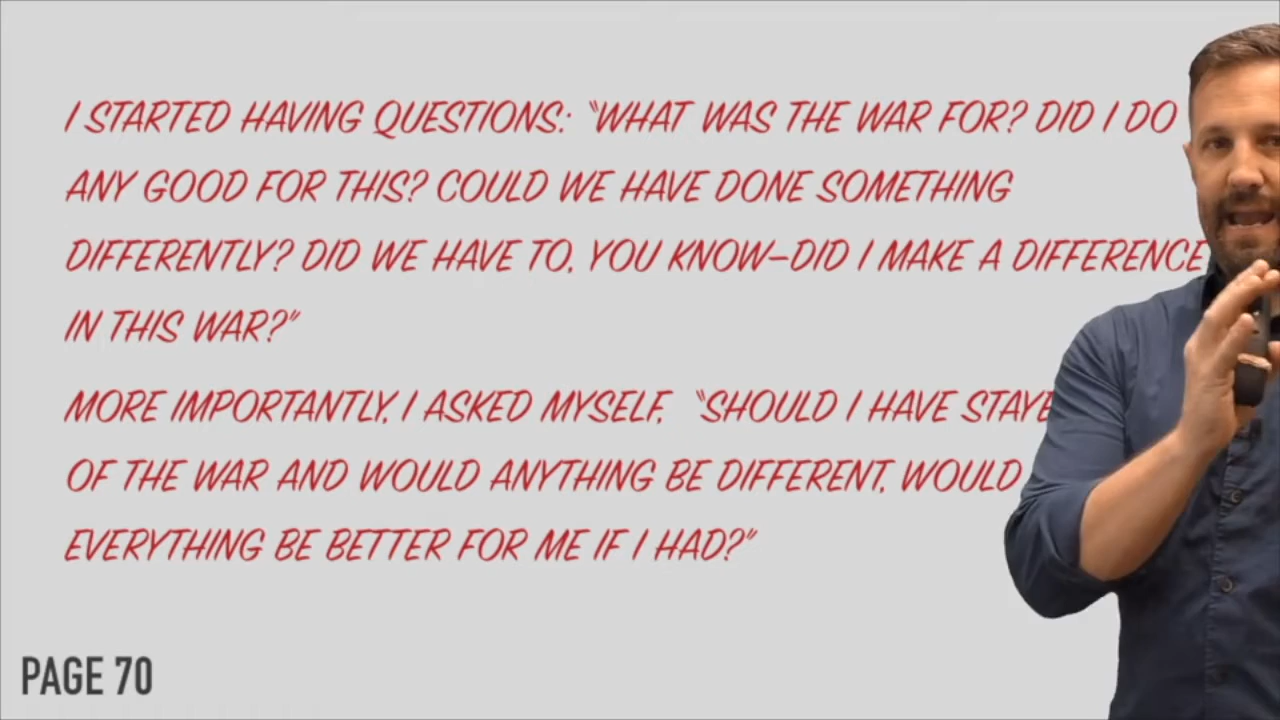 I STARTED HAVING QUESTIONS: “WHAT WAS THE WAR FOR? DID I DO
ANY GOOD FOR THIS? COULD WE HAVE DONE SOMETHING
DIFFERENTLY? DID WE HAVE TO, YOU KNOW—DID I MAKE A DIFFERENCE
IN THIS WAR?”
MORE IMPORTANTLY, I ASKED MYSELF, “SHOULD I HAVE
OF THE WAR AND WOULD ANYTHING BE DIFFERENT, WOULD
EVERYTHING BE BETTER FOR ME IF I HAD?”
PAGE 70